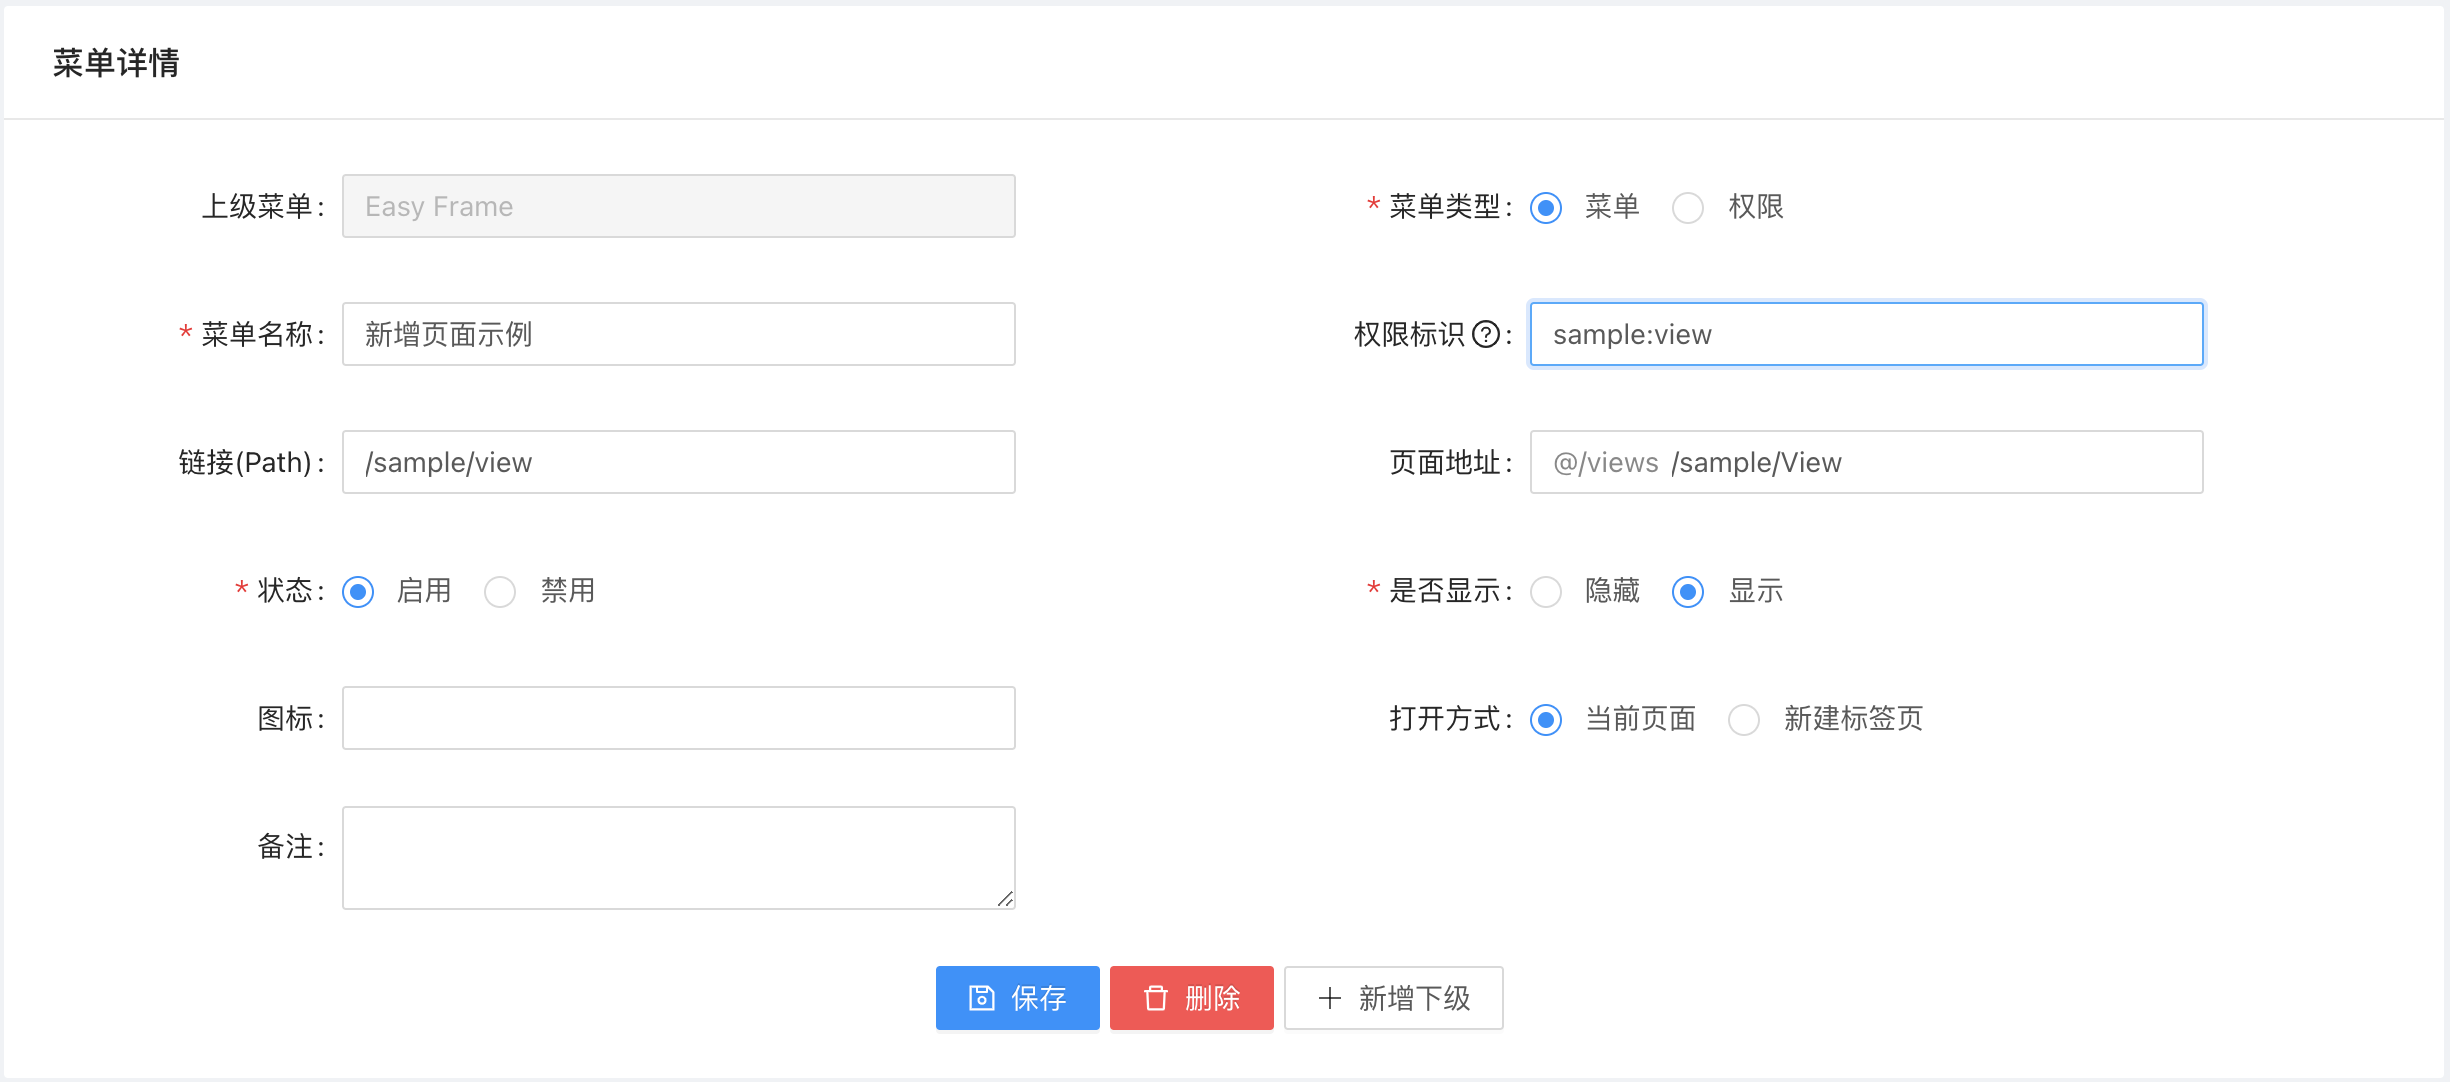 菜单详情
上级菜单: Easy Frame
* 菜单类型: 菜单 权限
* 菜单名称: 新增页面示例
权限标识?: sample:view
链接(Path): /sample/view
页面地址: @/views /sample/View
* 状态: 启用 禁用
* 是否显示: 隐藏 显示
图标:
打开方式: 当前页面 新建标签页
备注:
保存 删除 + 新增下级